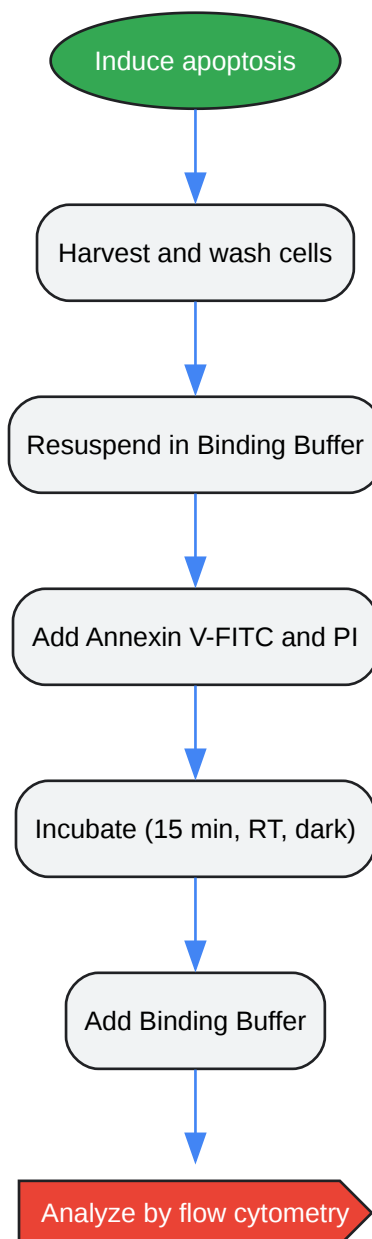 Induce apoptosis
Harvest and wash cells
Resuspend in Binding Buffer
Add Annexin V-FITC and PI
Incubate (15 min, RT, dark)
Add Binding Buffer
Analyze by flow cytometry